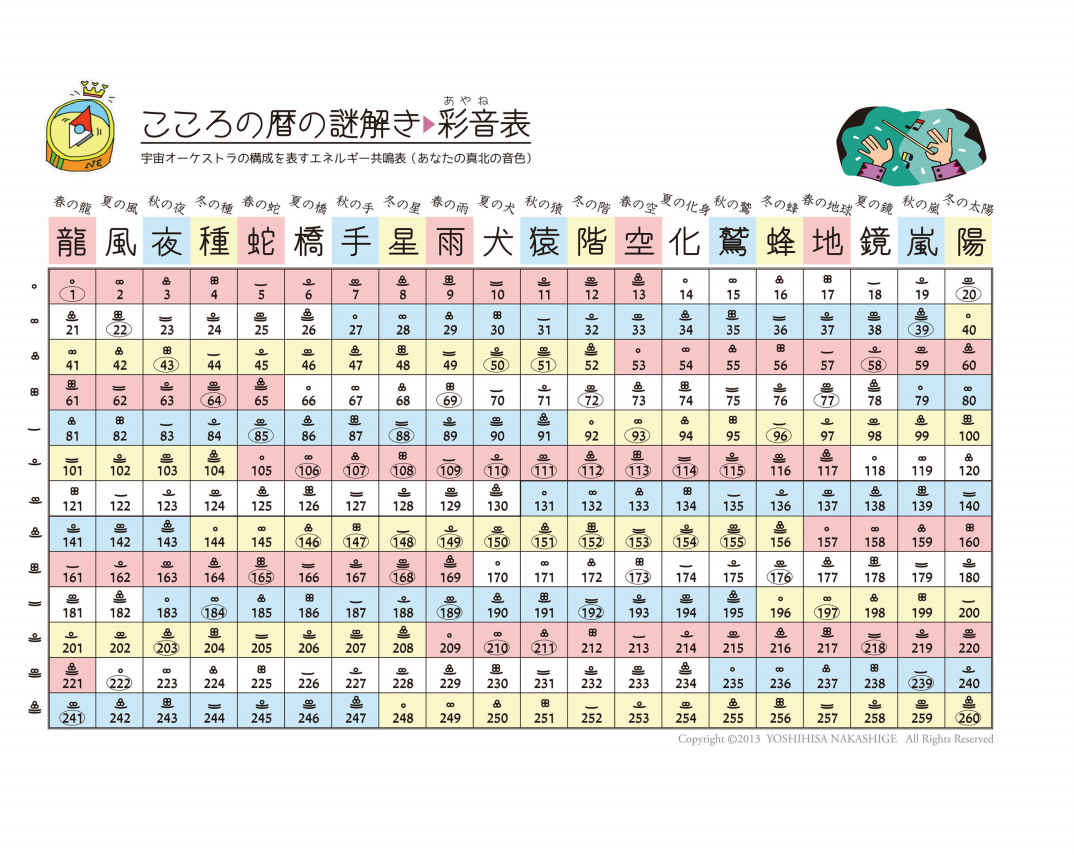 あやね
こころの暦の謎解き▶彩音表
宇宙オーケストラの構成を表すエネルギー共鳴表(あなたの真北の音色)
NE
春の龍 夏の風 秋の夜 冬の種 春の蛇 夏の橋 秋の手 冬の星 春の雨 夏の犬 秋の猿 冬の階 春の空 夏の化身 秋の鷲 冬の蜂 春の地球 夏の鏡 秋の嵐 冬の太陽
龍 風 夜 種 蛇 橋 手 星 雨 犬 猿 階 空 化 鷲 蜂 地 鏡 嵐 陽
1 2 3 4 5 6 7 8 9 10 11 12 13 14 15 16 17 18 19 20
21 22 23 24 25 26 27 28 29 30 31 32 33 34 35 36 37 38 39 40
41 42 43 44 45 46 47 48 49 50 51 52 53 54 55 56 57 58 59 60
61 62 63 64 65 66 67 68 69 70 71 72 73 74 75 76 77 78 79 80
81 82 83 84 85 86 87 88 89 90 91 92 93 94 95 96 97 98 99 100
101 102 103 104 105 106 107 108 109 110 111 112 113 114 115 116 117 118 119 120
121 122 123 124 125 126 127 128 129 130 131 132 133 134 135 136 137 138 139 140
141 142 143 144 145 146 147 148 149 150 151 152 153 154 155 156 157 158 159 160
161 162 163 164 165 166 167 168 169 170 171 172 173 174 175 176 177 178 179 180
181 182 183 184 185 186 187 188 189 190 191 192 193 194 195 196 197 198 199 200
201 202 203 204 205 206 207 208 209 210 211 212 213 214 215 216 217 218 219 220
221 222 223 224 225 226 227 228 229 230 231 232 233 234 235 236 237 238 239 240
241 242 243 244 245 246 247 248 249 250 251 252 253 254 255 256 257 258 259 260
Copyright ©2013 YOSHIHISA NAKASHIGE All Rights Reserved